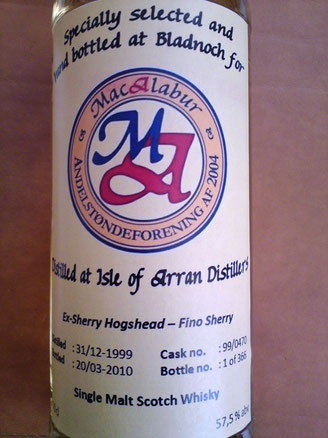 Specially selected and
hand bottled at Bladnoch for
MacAlabur
MA
ANDELSTØNDEFORENING AF 2004
Distilled at Isle of Arran Distiller's
Ex-Sherry Hogshead – Fino Sherry
Distilled : 31/12-1999 Cask no. : 99/0470
Bottled : 20/03-2010 Bottle no. : 1 of 366
Single Malt Scotch Whisky
57,5 % abv